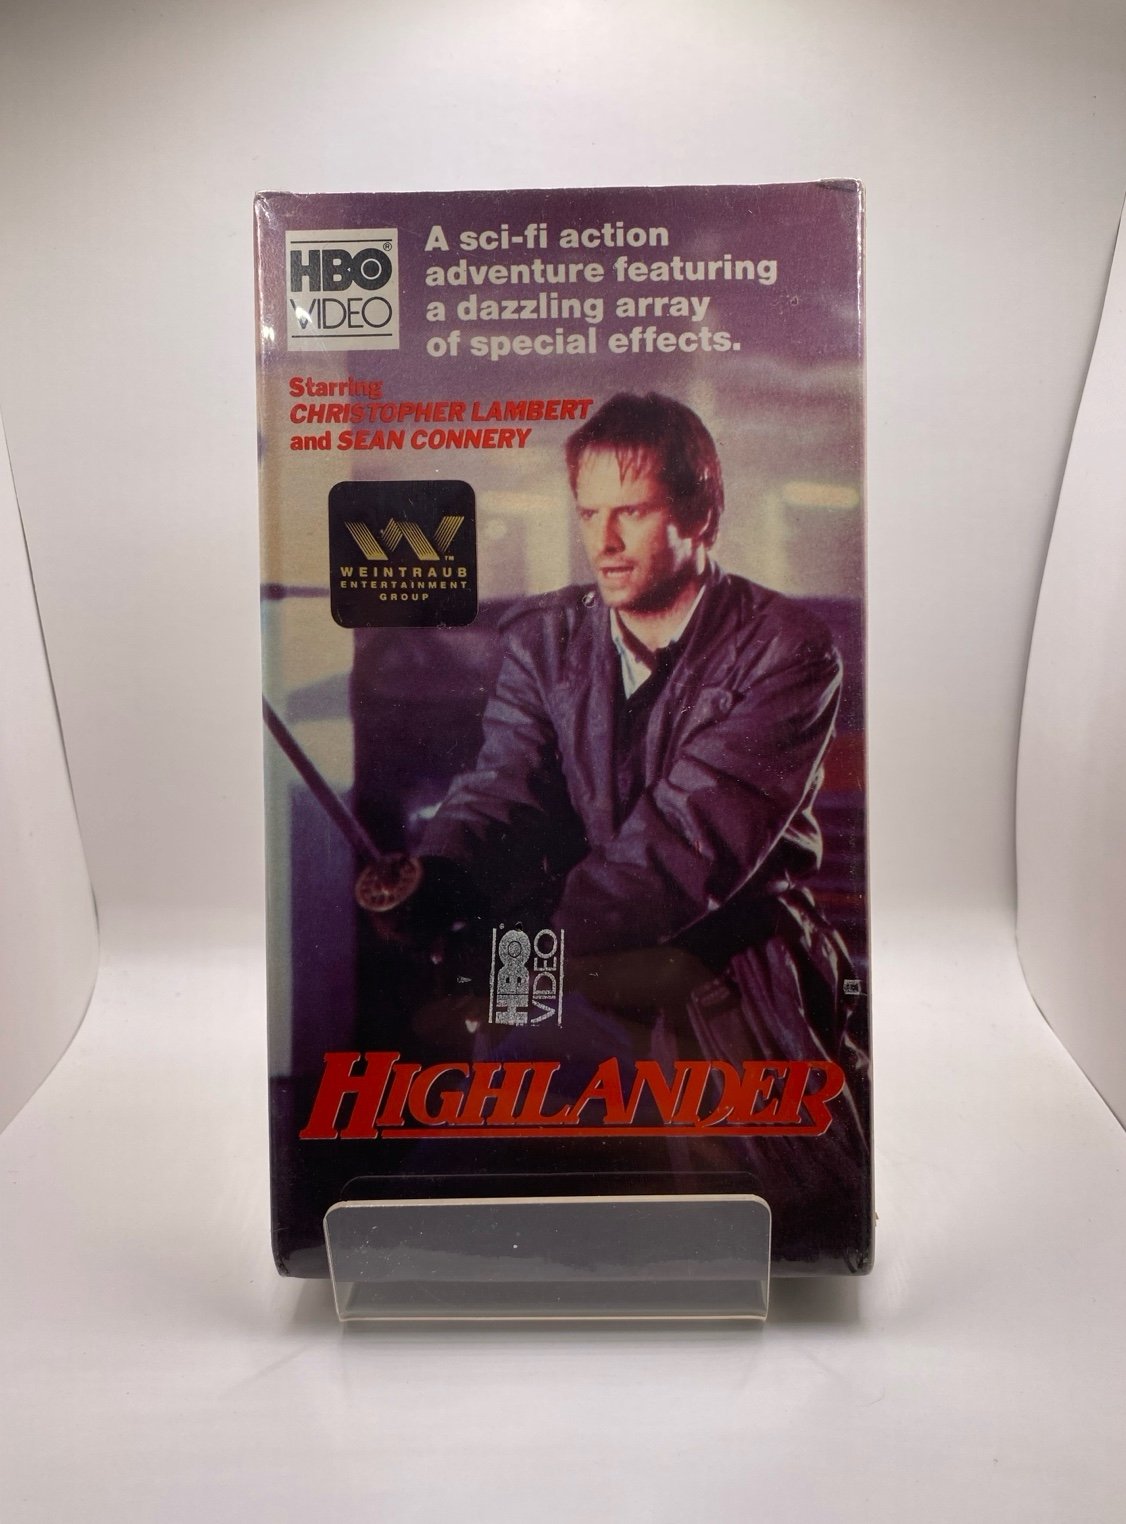 HBO®
VIDEO
A sci-fi action
adventure featuring
a dazzling array
of special effects.
Starring
CHRISTOPHER LAMBERT
and SEAN CONNERY
W™
WEINTRAUB
ENTERTAINMENT
GROUP
HBO®
VIDEO
HIGHLANDER